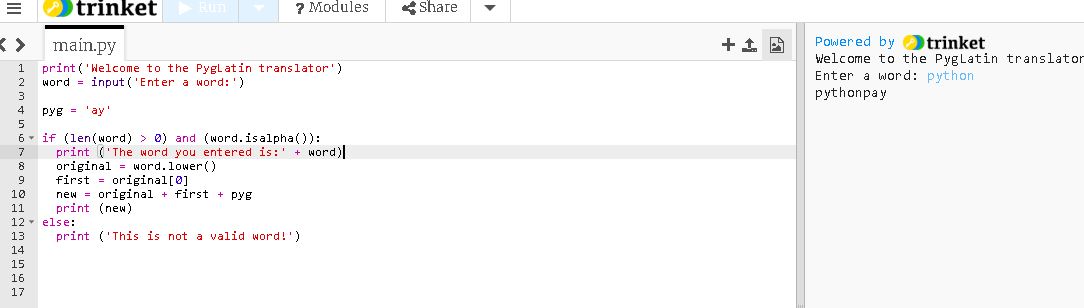 trinket Run ? Modules Share
main.py
Powered by trinket
1 print('Welcome to the PygLatin translator')
2 word = input('Enter a word:')
3
4 pyg = 'ay'
5
6 if (len(word) > 0) and (word.isalpha()):
7 print ('The word you entered is:' + word)
8 original = word.lower()
9 first = original[0]
10 new = original + first + pyg
11 print (new)
12 else:
13 print ('This is not a valid word!')
14
15
16
17
Welcome to the PygLatin translator
Enter a word: python
pythonpay